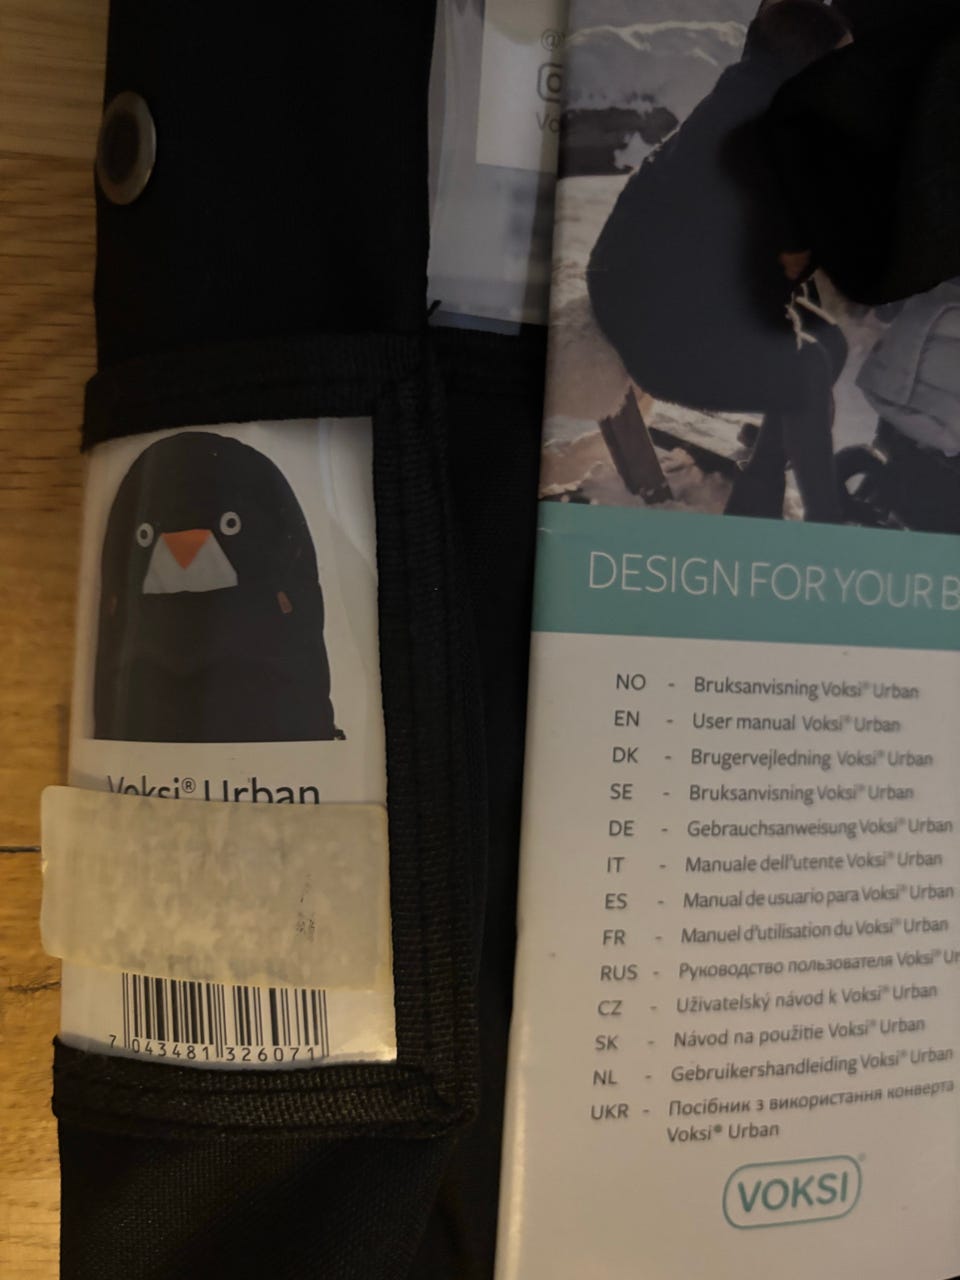 Voksi® Urban
7 043481 326071
DESIGN FOR YOUR
NO - Bruksanvisning Voksi® Urban
EN - User manual Voksi® Urban
DK - Brugervejledning Voksi® Urban
SE - Bruksanvisning Voksi® Urban
DE - Gebrauchsanweisung Voksi® Urban
IT - Manuale dell'utente Voksi® Urban
ES - Manual de usuario para Voksi® Urban
FR - Manuel d'utilisation du Voksi® Urban
RUS - Руководство пользователя Voksi®
CZ - Uživatelský návod k Voksi® Urban
SK - Návod na použitie Voksi® Urban
NL - Gebruikershandleiding Voksi® Urban
UKR - Посібник з використання конверта
Voksi® Urban
VOKSI